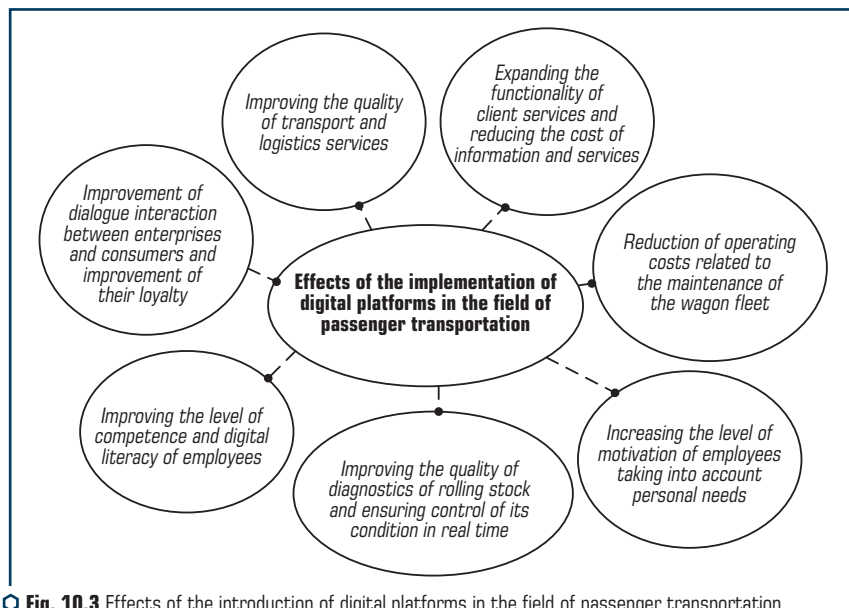 Improving the quality
of transport and
logistics services
Expanding the
functionality of
client services and
reducing the cost of
information and services
Improvement of
dialogue interaction
between enterprises
and consumers and
improvement of
their loyalty
Effects of the implementation of
digital platforms in the field of
passenger transportation
Reduction of operating
costs related to
the maintenance of
the wagon fleet
Improving the level of
competence and digital
literacy of employees
Improving the quality of
diagnostics of rolling stock
and ensuring control of its
condition in real time
Increasing the level of
motivation of employees
taking into account
personal needs
Fig. 10.3 Effects of the introduction of digital platforms in the field of passenger transportation